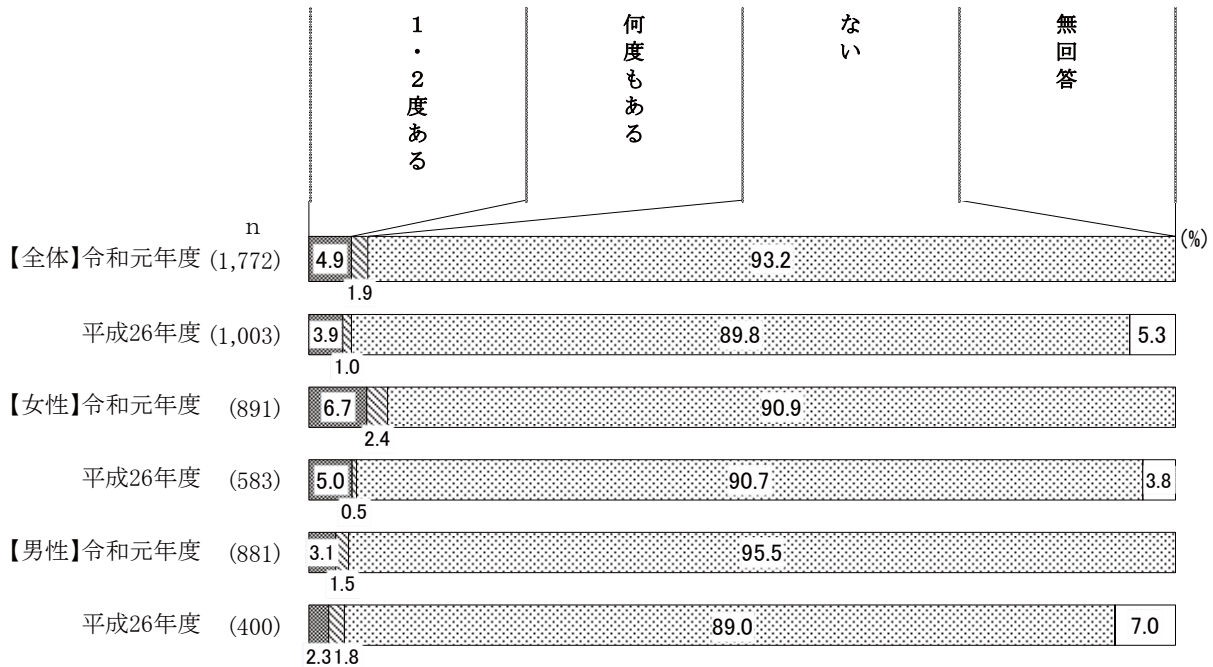 1・2度ある
何度もある
ない
無回答
n
(%)
【全体】令和元年度 (1,772) 4.9 1.9 93.2
平成26年度 (1,003) 3.9 1.0 89.8 5.3
【女性】令和元年度 (891) 6.7 2.4 90.9
平成26年度 (583) 5.0 0.5 90.7 3.8
【男性】令和元年度 (881) 3.1 1.5 95.5
平成26年度 (400) 2.3 1.8 89.0 7.0